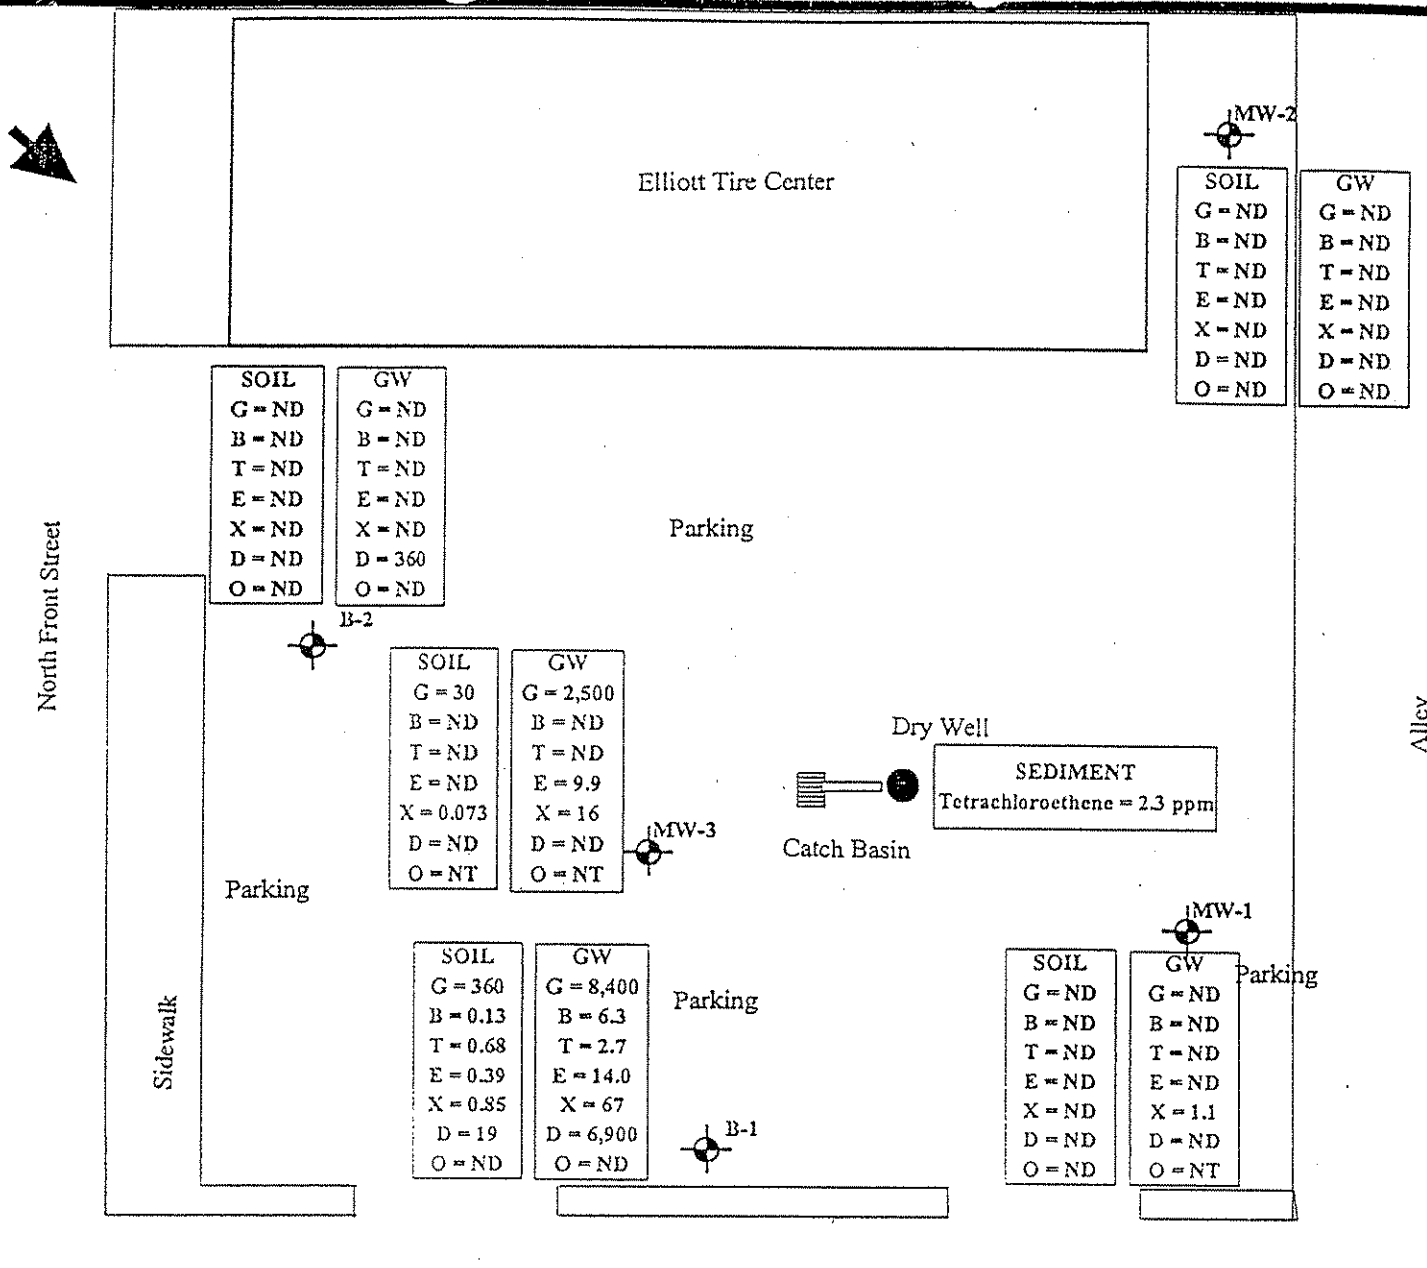 MW-2
Elliott Tire Center
SOIL
G = ND
B = ND
T = ND
E = ND
X = ND
D = ND
O = ND
GW
G = ND
B = ND
T = ND
E = ND
X = ND
D = ND
O = ND
SOIL
G = ND
B = ND
T = ND
E = ND
X = ND
D = ND
O = ND
GW
G = ND
B = ND
T = ND
E = ND
X = ND
D = 360
O = ND
B-2
North Front Street
Parking
SOIL
G = 30
B = ND
T = ND
E = ND
X = 0.073
D = ND
O = NT
GW
G = 2,500
B = ND
T = ND
E = 9.9
X = 16
D = ND
O = NT
MW-3
Dry Well
SEDIMENT
Tetrachloroethene = 2.3 ppm
Catch Basin
Alley
Parking
Sidewalk
SOIL
G = 360
B = 0.13
T = 0.68
E = 0.39
X = 0.85
D = 19
O = ND
GW
G = 8,400
B = 6.3
T = 2.7
E = 14.0
X = 67
D = 6,900
O = ND
Parking
B-1
MW-1
SOIL
G = ND
B = ND
T = ND
E = ND
X = ND
D = ND
O = ND
GW
G = ND
B = ND
T = ND
E = ND
X = 1.1
D = ND
O = NT
Parking